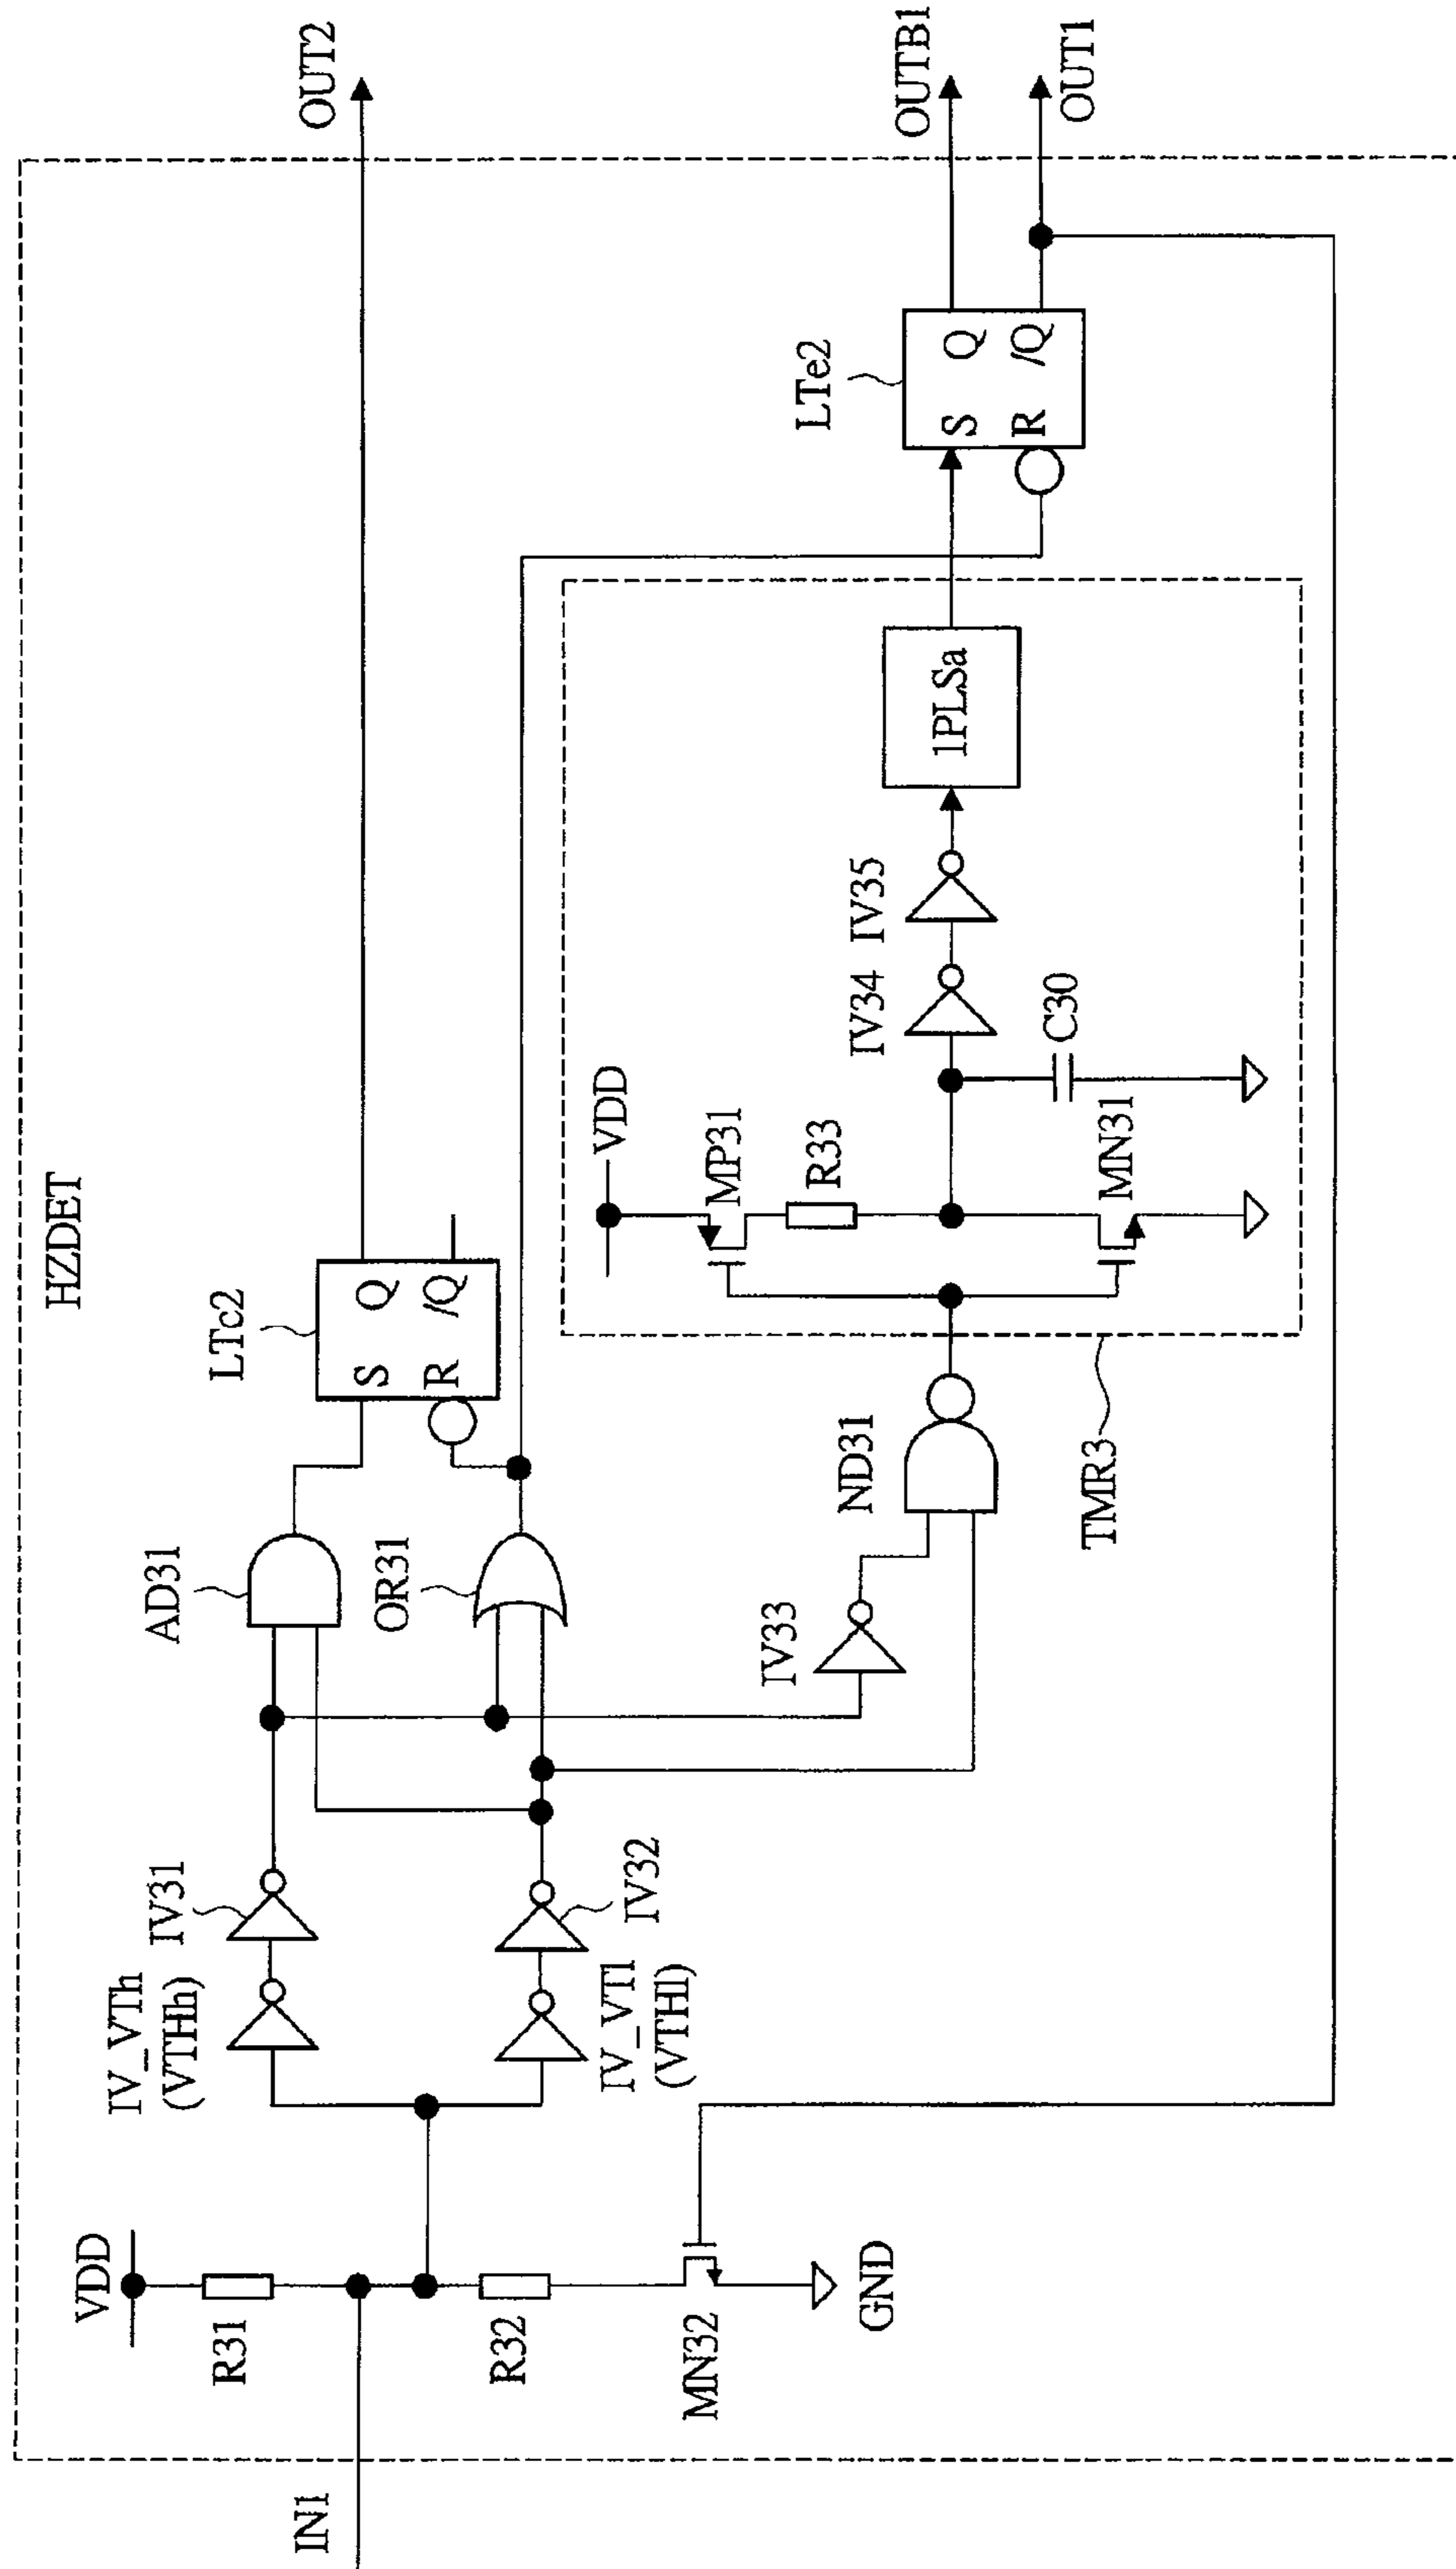 HZDET
VDD
R31
IN1
R32
MN32
GND
IV_VTh
(VTHh)
IV31
IV_VTl
(VTHl)
IV32
AD31
OR31
IV33
ND31
LTc2
S
Q
R
/Q
OUT2
TMR3
VDD
MP31
R33
MN31
C30
IV34
IV35
1PLSa
LTe2
S
Q
R
/Q
OUTB1
OUT1